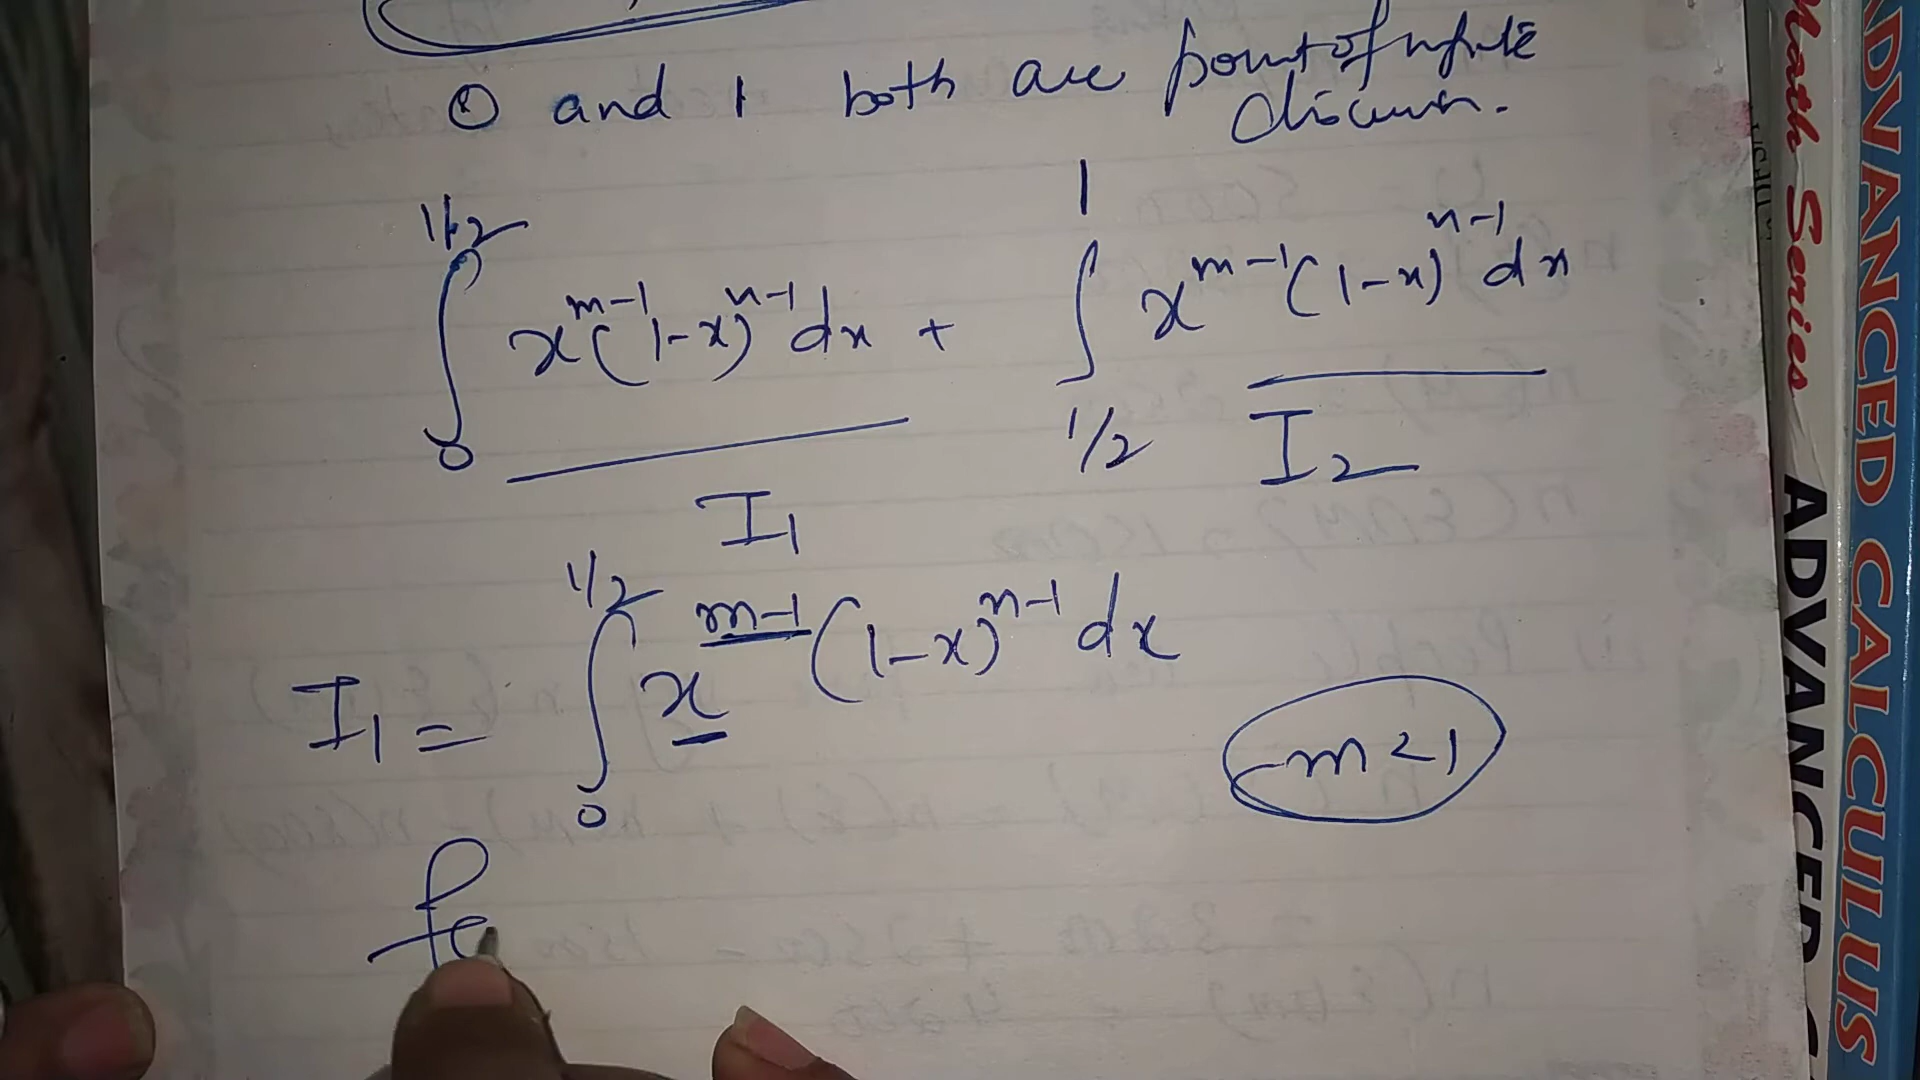 0 and 1 both are point of infinite
discon.
∫₀^{1/2} x^{m-1}(1-x)^{n-1}dx + ∫_{1/2}^{1} x^{m-1}(1-x)^{n-1}dx
I₁ I₂
I₁ = ∫₀^{1/2} x^{m-1}(1-x)^{n-1}dx
m<1
Math Series ADVANCED
ADVANCED CALCULUS